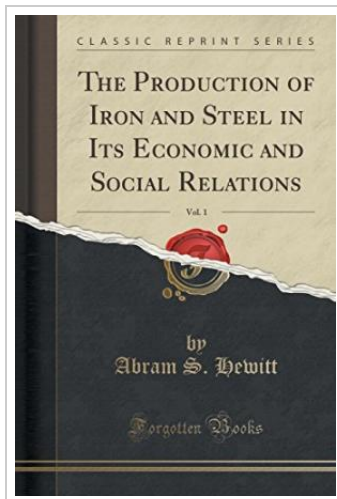 CLASSIC REPRINT SERIES
THE PRODUCTION OF
IRON AND STEEL IN
ITS ECONOMIC AND
SOCIAL RELATIONS
Vol. 1
by
Abram S. Hewitt
Forgotten Books